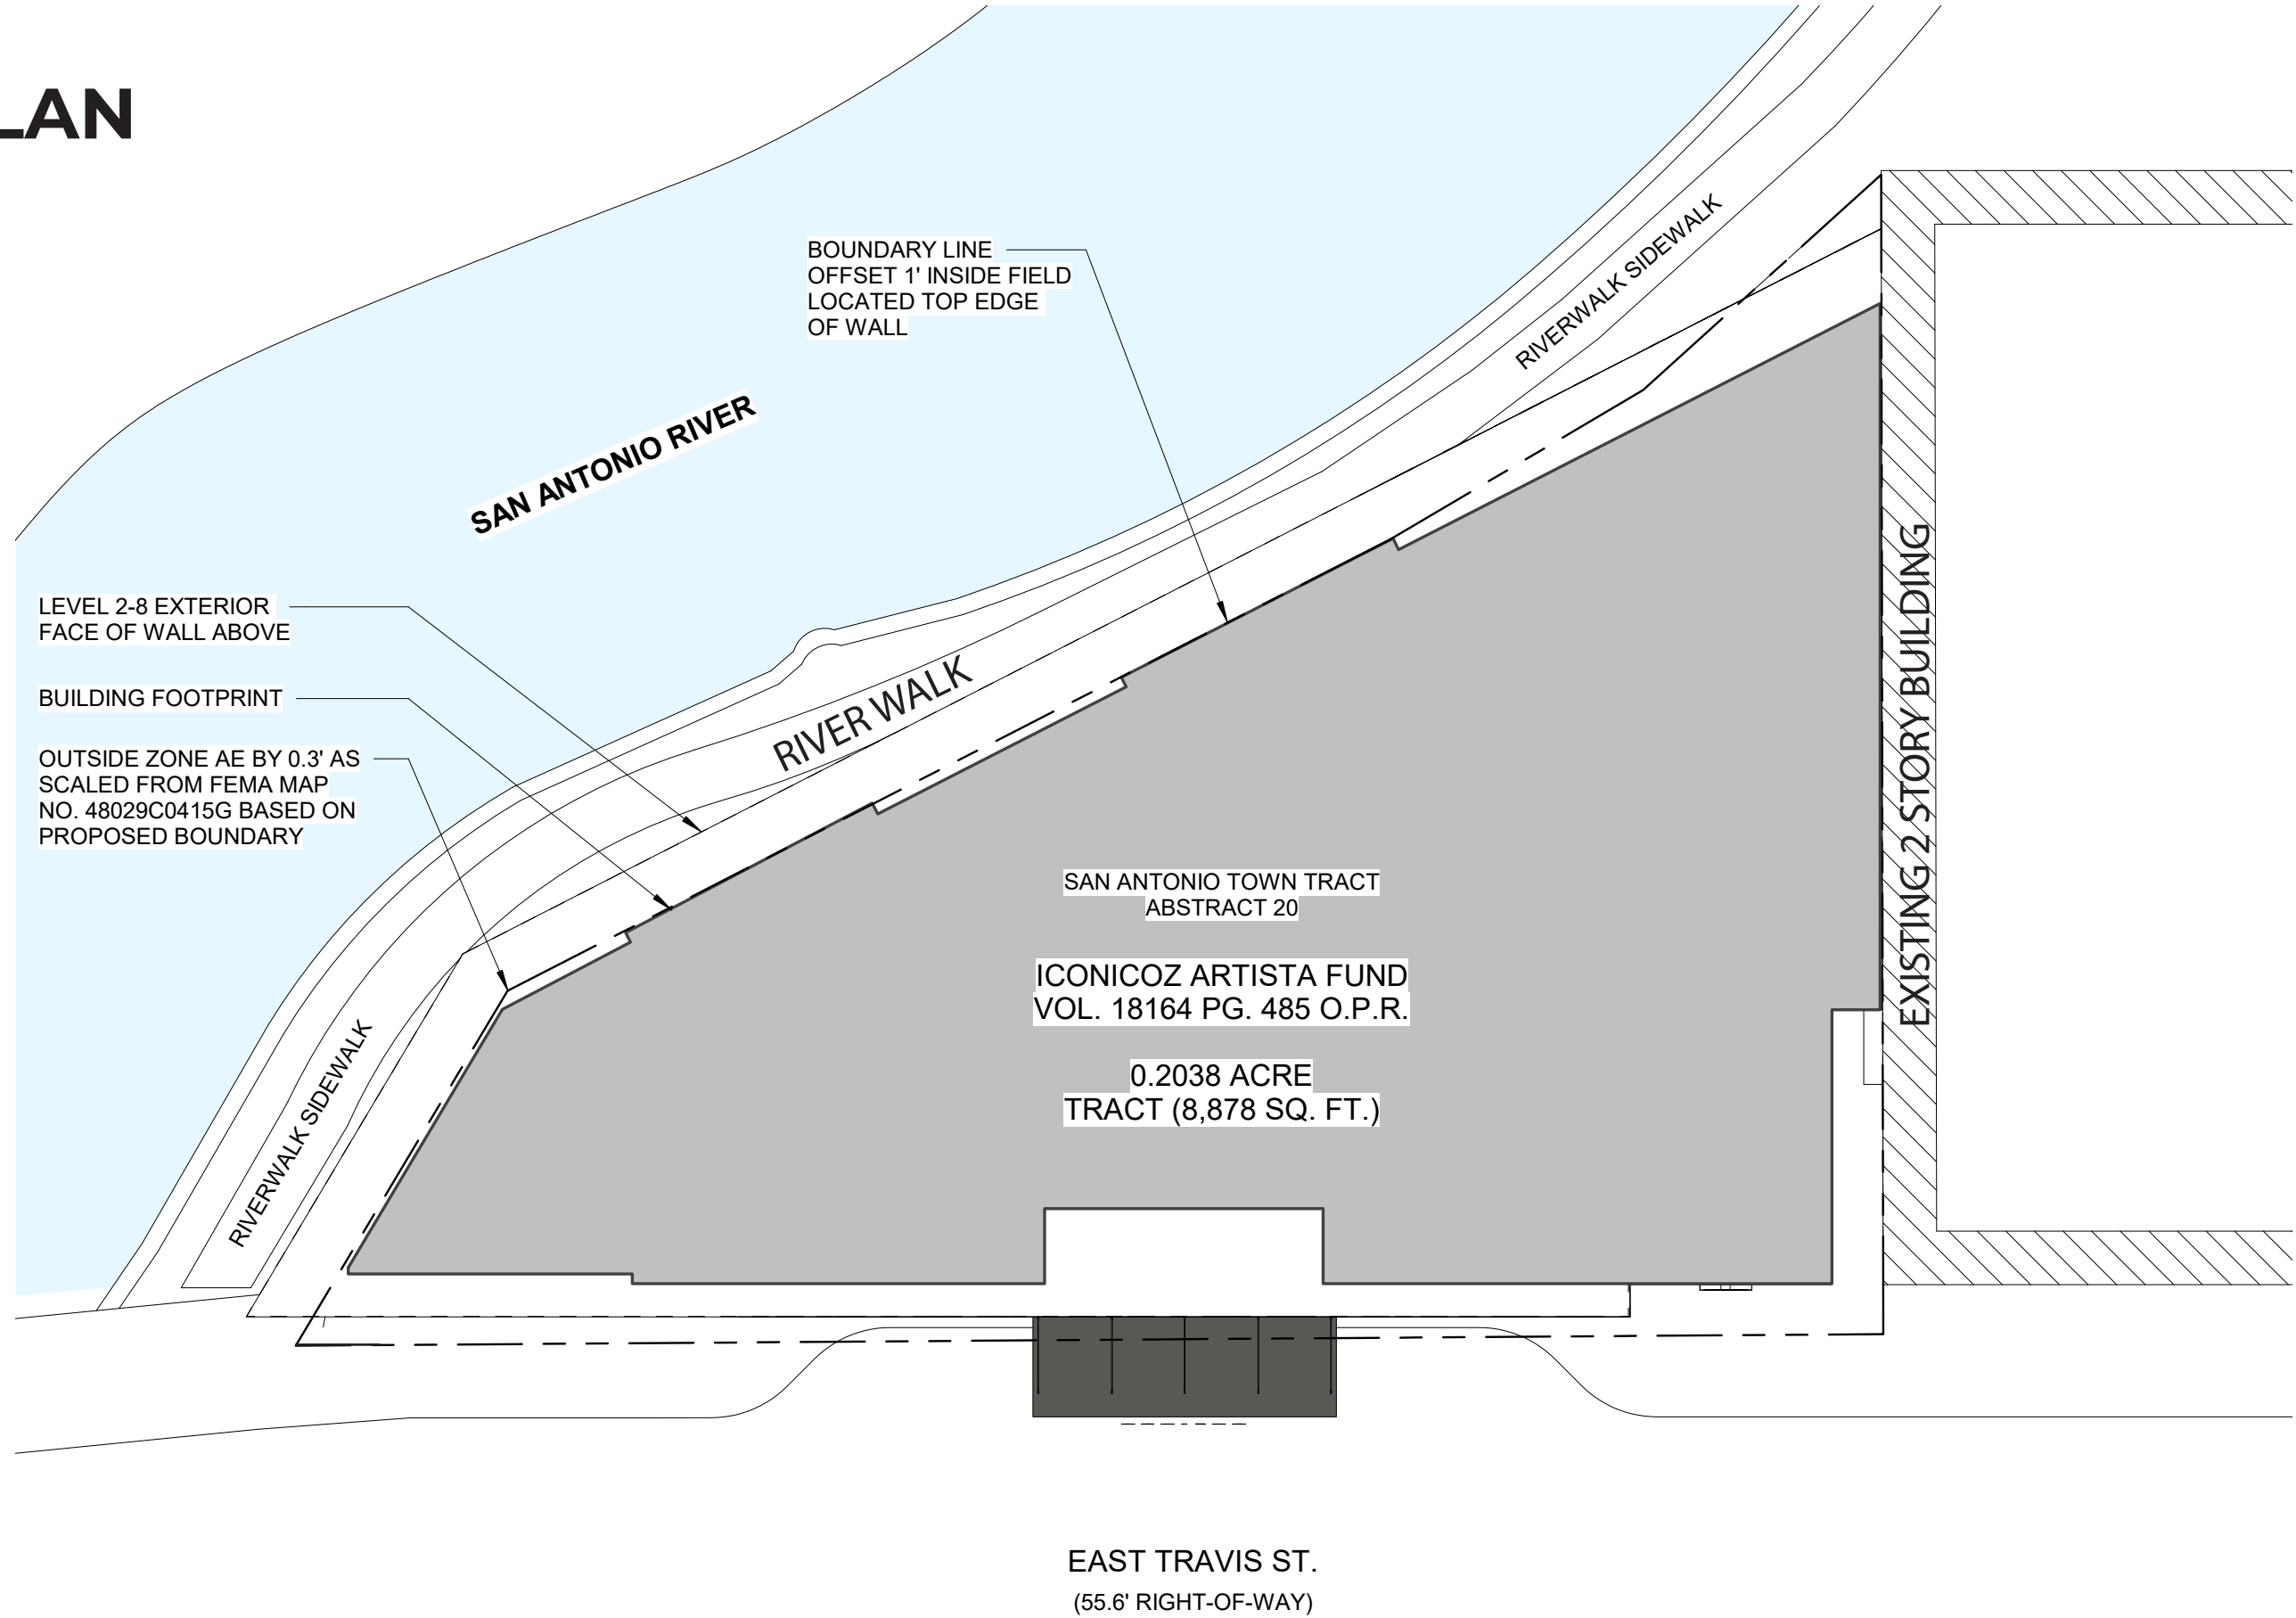 LAN
BOUNDARY LINE
OFFSET 1' INSIDE FIELD
LOCATED TOP EDGE
OF WALL
RIVERWALK SIDEWALK
SAN ANTONIO RIVER
LEVEL 2-8 EXTERIOR
FACE OF WALL ABOVE
BUILDING FOOTPRINT
OUTSIDE ZONE AE BY 0.3' AS
SCALED FROM FEMA MAP
NO. 48029C0415G BASED ON
PROPOSED BOUNDARY
RIVER WALK
EXISTING 2 STORY BUILDING
SAN ANTONIO TOWN TRACT
ABSTRACT 20
ICONICOZ ARTISTA FUND
VOL. 18164 PG. 485 O.P.R.
0.2038 ACRE
TRACT (8,878 SQ. FT.)
RIVERWALK SIDEWALK
EAST TRAVIS ST.
(55.6' RIGHT-OF-WAY)